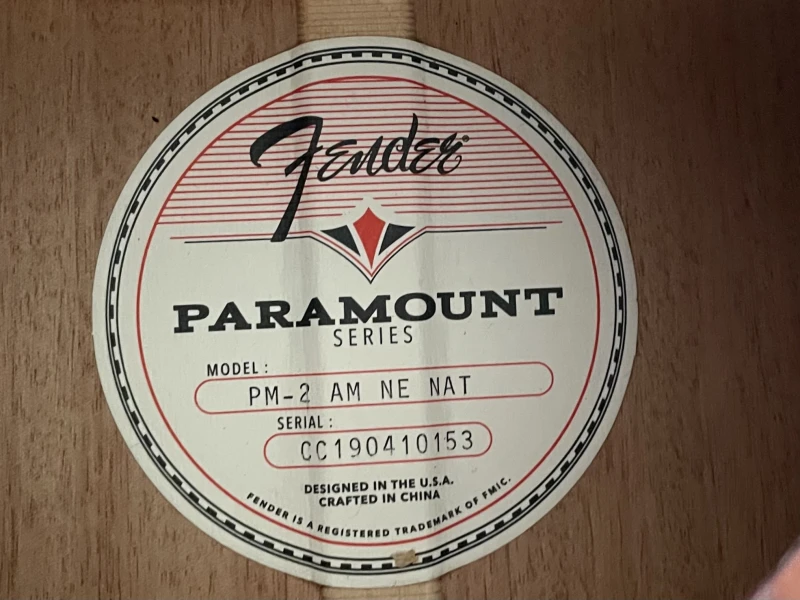 Fender®
PARAMOUNT
SERIES
MODEL :
PM-2 AM NE NAT
SERIAL :
CC190410153
DESIGNED IN THE U.S.A.
CRAFTED IN CHINA
FENDER IS A REGISTERED TRADEMARK OF FMIC.